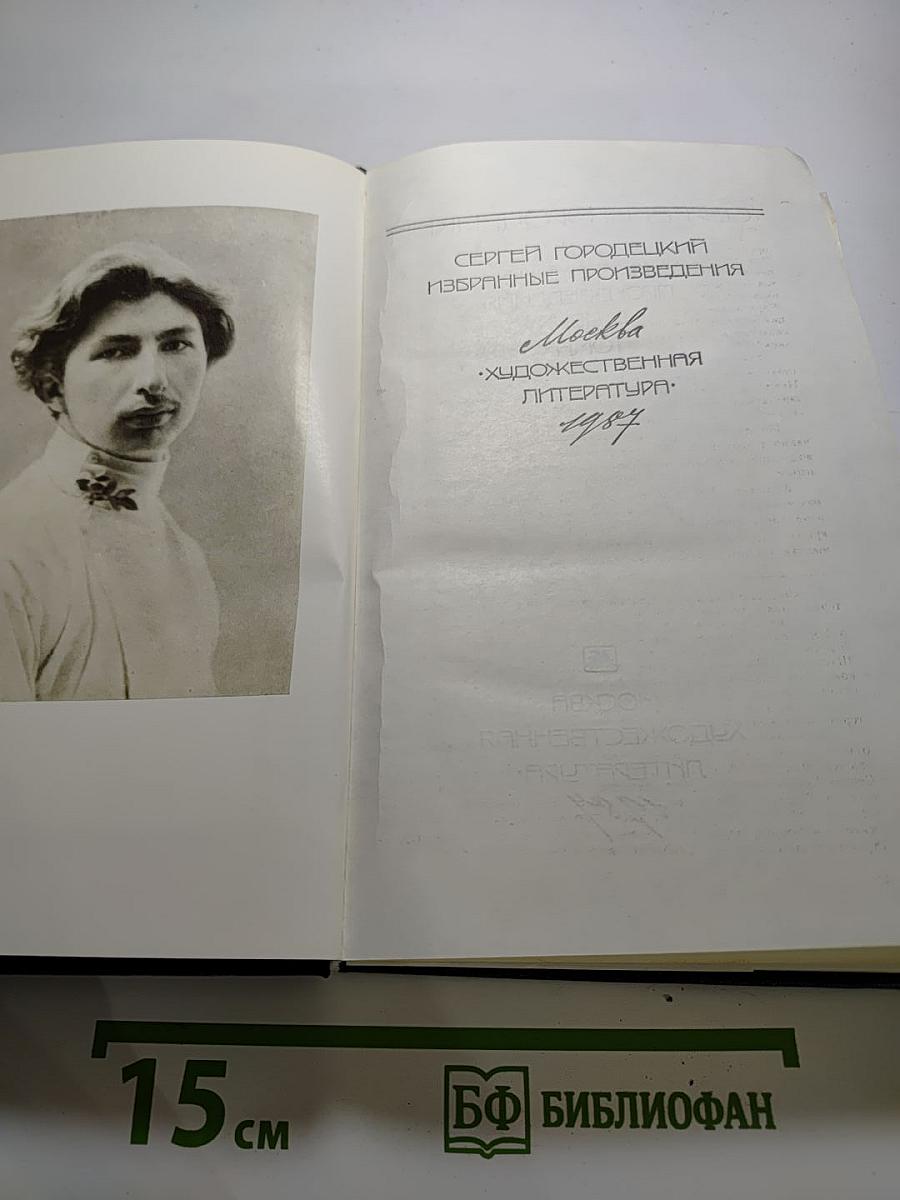 СЕРГЕЙ ГОРОДЕЦКИЙ
ИЗБРАННЫЕ ПРОИЗВЕДЕНИЯ
Москва
·ХУДОЖЕСТВЕННАЯ
ЛИТЕРАТУРА·
1987
15 см
БФ БИБЛИОФАН